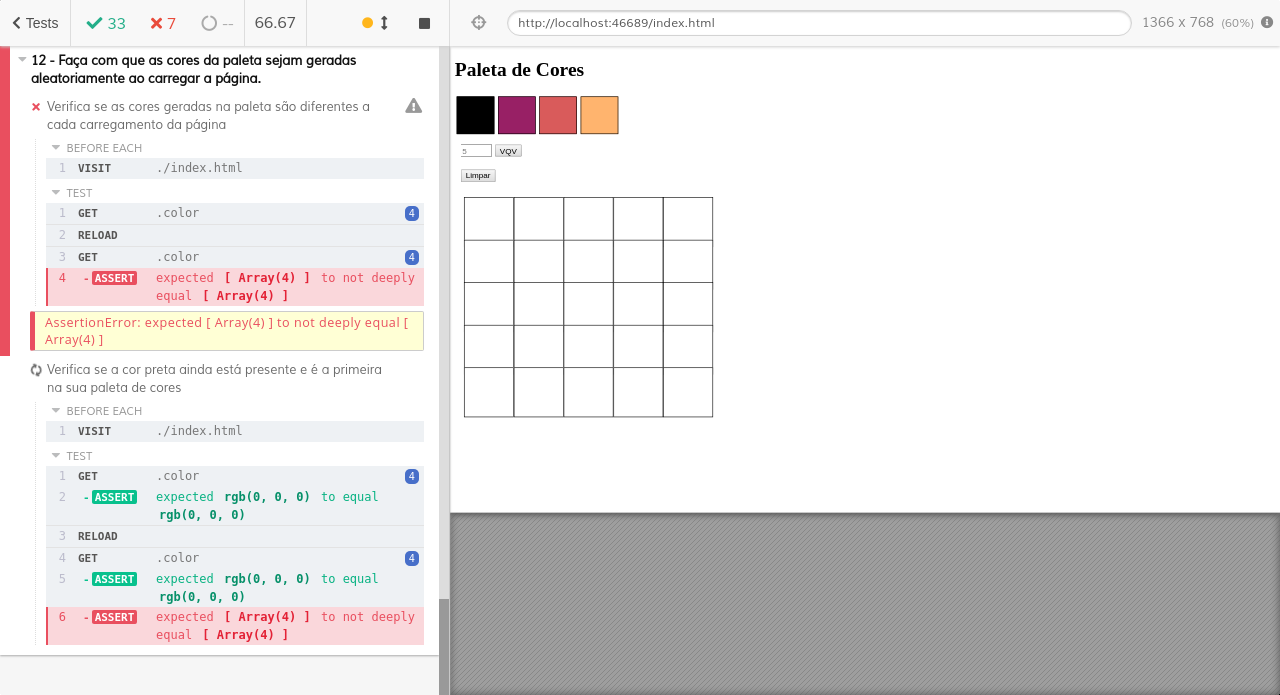 Tests
33
7
--
66.67
http://localhost:46689/index.html
1366 x 768 (60%)
12 - Faça com que as cores da paleta sejam geradas
aleatoriamente ao carregar a página.
Verifica se as cores geradas na paleta são diferentes a
cada carregamento da página
BEFORE EACH
1 VISIT ./index.html
TEST
1 GET .color 4
2 RELOAD
3 GET .color 4
4 -ASSERT expected [ Array(4) ] to not deeply
equal [ Array(4) ]
AssertionError: expected [ Array(4) ] to not deeply equal [
Array(4) ]
Verifica se a cor preta ainda está presente e é a primeira
na sua paleta de cores
BEFORE EACH
1 VISIT ./index.html
TEST
1 GET .color 4
2 -ASSERT expected rgb(0, 0, 0) to equal
rgb(0, 0, 0)
3 RELOAD
4 GET .color 4
5 -ASSERT expected rgb(0, 0, 0) to equal
rgb(0, 0, 0)
6 -ASSERT expected [ Array(4) ] to not deeply
equal [ Array(4) ]
Paleta de Cores
5 VQV
Limpar